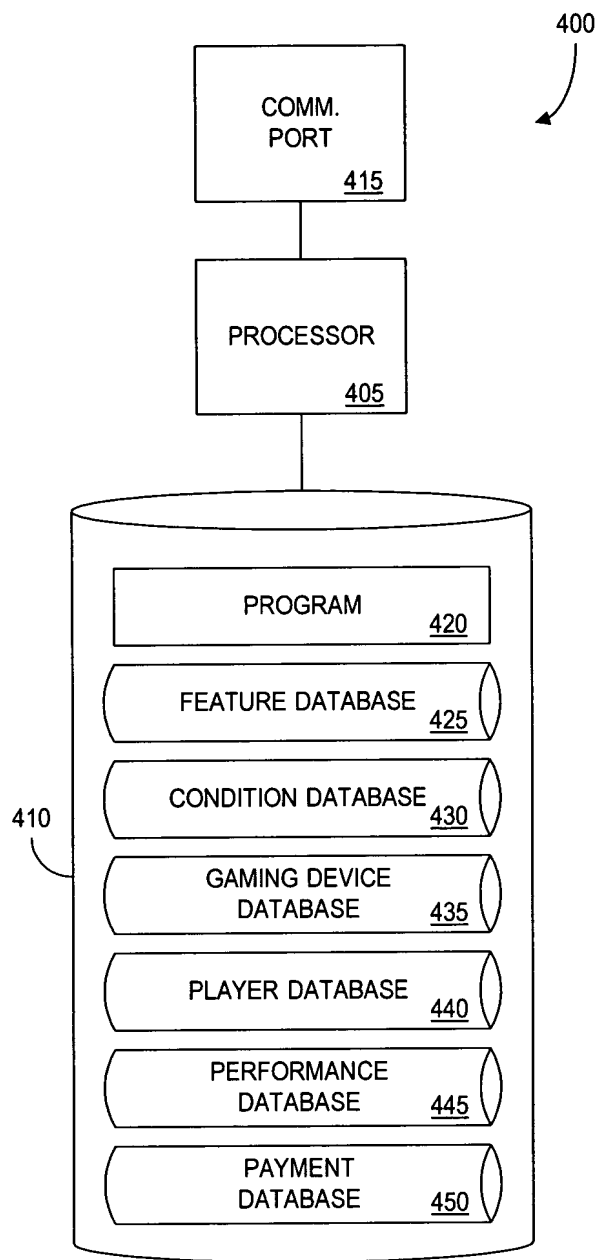 400
COMM.
PORT
415
PROCESSOR
405
PROGRAM
420
FEATURE DATABASE
425
CONDITION DATABASE
430
410
GAMING DEVICE
DATABASE
435
PLAYER DATABASE
440
PERFORMANCE
DATABASE
445
PAYMENT
DATABASE
450